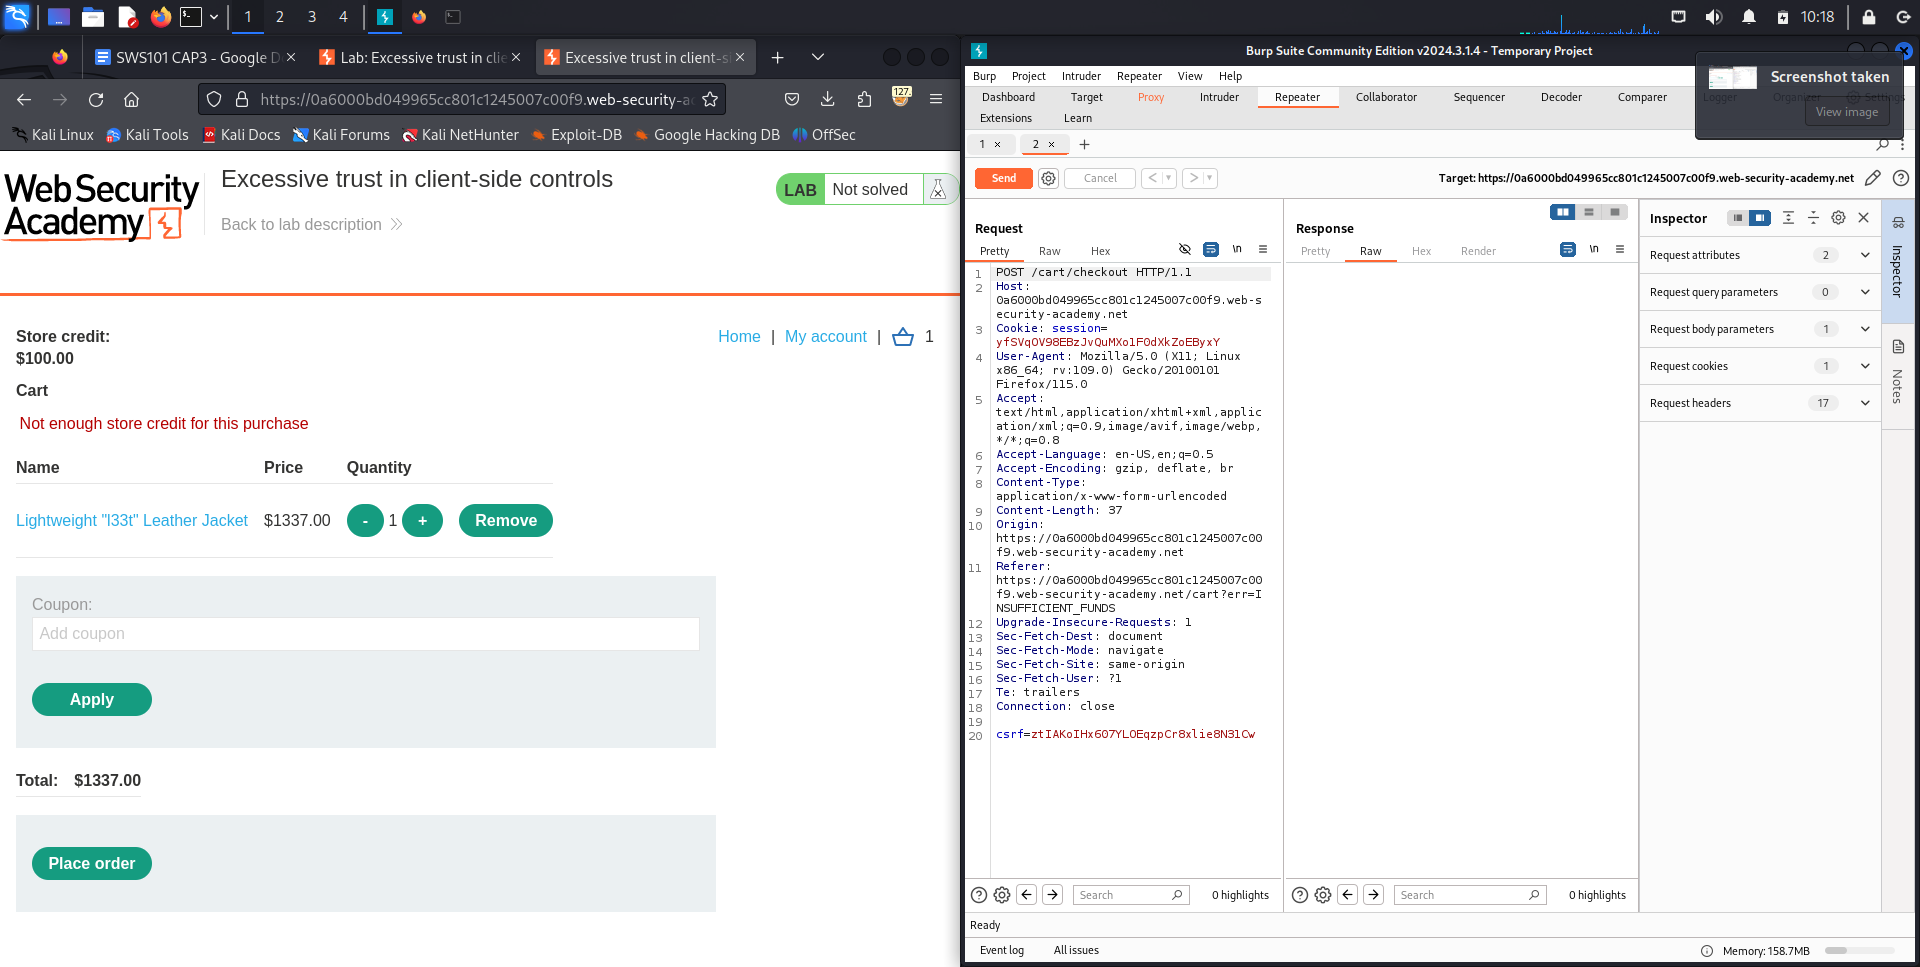 1 2 3 4
10:18
SWS101 CAP3 - Google D
Lab: Excessive trust in clie
Excessive trust in client-s
https://0a6000bd049965cc801c1245007c00f9.web-security-ac
127.
Kali Linux
Kali Tools
Kali Docs
Kali Forums
Kali NetHunter
Exploit-DB
Google Hacking DB
OffSec
Web Security
Academy
Excessive trust in client-side controls
Back to lab description
LAB Not solved
Store credit:
$100.00
Home | My account | 1
Cart
Not enough store credit for this purchase
Name Price Quantity
Lightweight "l33t" Leather Jacket $1337.00 - 1 + Remove
Coupon:
Add coupon
Apply
Total: $1337.00
Place order
Burp Suite Community Edition v2024.3.1.4 - Temporary Project
Burp Project Intruder Repeater View Help
Screenshot taken
View image
Dashboard Target Proxy Intruder Repeater Collaborator Sequencer Decoder Comparer Logger Organizer Settings
Extensions Learn
1 × 2 × +
Send Cancel < >
Target: https://0a6000bd049965cc801c1245007c00f9.web-security-academy.net
Request
Pretty Raw Hex \n
1 POST /cart/checkout HTTP/1.1
2 Host:
0a6000bd049965cc801c1245007c00f9.web-s
ecurity-academy.net
3 Cookie: session=
yfSVqOV98EBzJvQuMXo1F0dXkZoEByxY
4 User-Agent: Mozilla/5.0 (X11; Linux
x86_64; rv:109.0) Gecko/20100101
Firefox/115.0
5 Accept:
text/html,application/xhtml+xml,applic
ation/xml;q=0.9,image/avif,image/webp,
*/*;q=0.8
6 Accept-Language: en-US,en;q=0.5
7 Accept-Encoding: gzip, deflate, br
8 Content-Type:
application/x-www-form-urlencoded
9 Content-Length: 37
10 Origin:
https://0a6000bd049965cc801c1245007c00
f9.web-security-academy.net
11 Referer:
https://0a6000bd049965cc801c1245007c00
f9.web-security-academy.net/cart?err=I
NSUFFICIENT_FUNDS
12 Upgrade-Insecure-Requests: 1
13 Sec-Fetch-Dest: document
14 Sec-Fetch-Mode: navigate
15 Sec-Fetch-Site: same-origin
16 Sec-Fetch-User: ?1
17 Te: trailers
18 Connection: close
19
20 csrf=ztIAKoIHx607YLOEqzpCr8xlie8N31Cw
Search 0 highlights
Response
Pretty Raw Hex Render \n
Search 0 highlights
Inspector
Request attributes 2
Request query parameters 0
Request body parameters 1
Request cookies 1
Request headers 17
Inspector
Notes
Ready
Event log All issues
Memory: 158.7MB